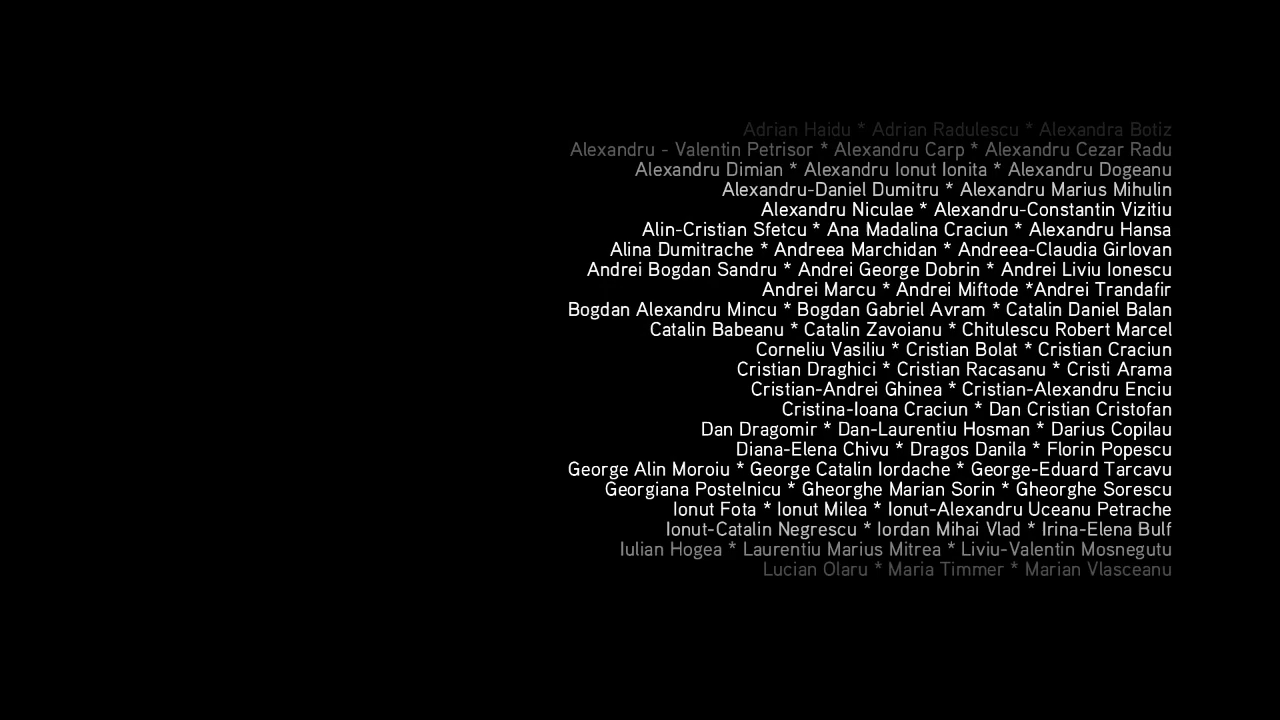 Adrian Haidu * Adrian Radulescu * Alexandra Botiz
Alexandru - Valentin Petrisor * Alexandru Carp * Alexandru Cezar Radu
Alexandru Dimian * Alexandru Ionut Ionita * Alexandru Dogeanu
Alexandru-Daniel Dumitru * Alexandru Marius Mihulin
Alexandru Niculae * Alexandru-Constantin Vizitiu
Alin-Cristian Sfetcu * Ana Madalina Craciun * Alexandru Hansa
Alina Dumitrache * Andreea Marchidan * Andreea-Claudia Girlovan
Andrei Bogdan Sandru * Andrei George Dobrin * Andrei Liviu Ionescu
Andrei Marcu * Andrei Miftode *Andrei Trandafir
Bogdan Alexandru Mincu * Bogdan Gabriel Avram * Catalin Daniel Balan
Catalin Babeanu * Catalin Zavoianu * Chitulescu Robert Marcel
Corneliu Vasiliu * Cristian Bolat * Cristian Craciun
Cristian Draghici * Cristian Racasanu * Cristi Arama
Cristian-Andrei Ghinea * Cristian-Alexandru Enciu
Cristina-Ioana Craciun * Dan Cristian Cristofan
Dan Dragomir * Dan-Laurentiu Hosman * Darius Copilau
Diana-Elena Chivu * Dragos Danila * Florin Popescu
George Alin Moroiu * George Catalin Iordache * George-Eduard Tarcavu
Georgiana Postelnicu * Gheorghe Marian Sorin * Gheorghe Sorescu
Ionut Fota * Ionut Milea * Ionut-Alexandru Uceanu Petrache
Ionut-Catalin Negrescu * Iordan Mihai Vlad * Irina-Elena Bulf
Iulian Hogea * Laurentiu Marius Mitrea * Liviu-Valentin Mosnegutu
Lucian Olaru * Maria Timmer * Marian Vlasceanu